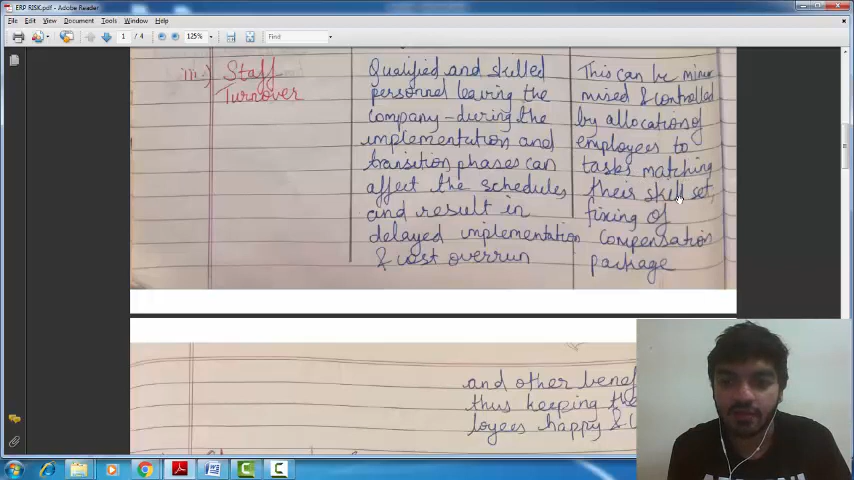 ERP RISK.pdf - Adobe Reader
File Edit View Document Tools Window Help
1 / 4 125% Find
iii.) Staff
Turnover
Qualified and skilled
personnel leaving the
company - during the
implementation and
transition phases can
affect the schedules
and result in
delayed implementation
& cost overrun
This can be mini
mised & controlled
by allocations of
employees to
tasks matching
their skill set,
fixing of
compensation
package
and other benef
thus keeping the
loyees happy &